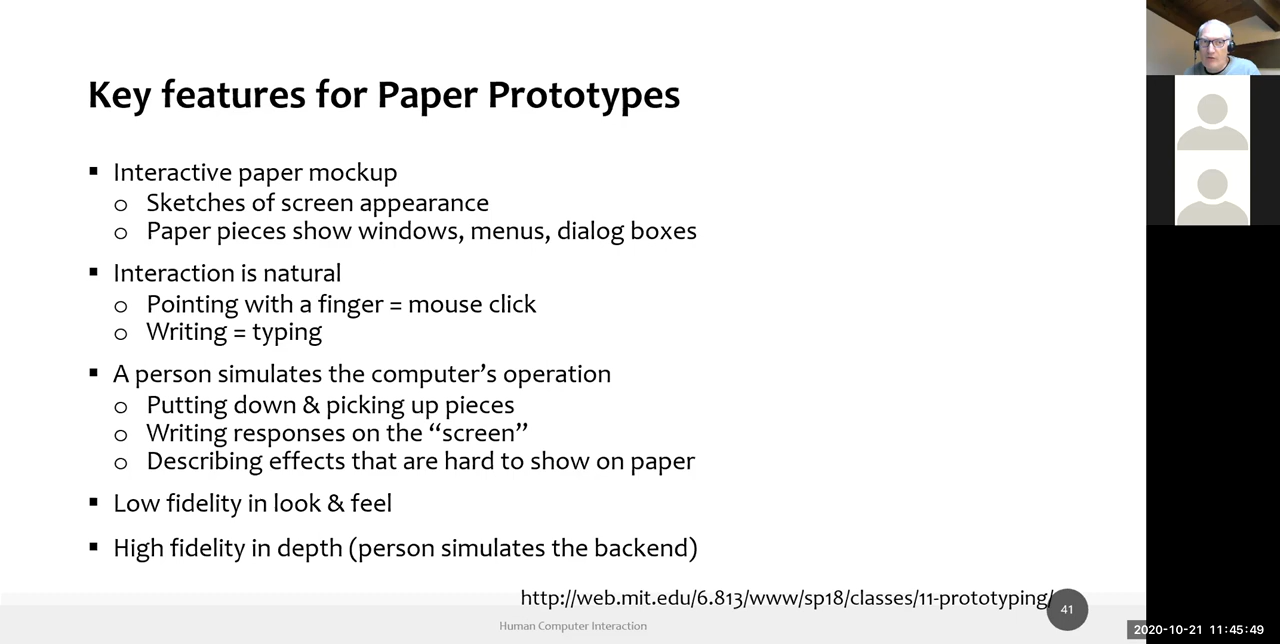 Key features for Paper Prototypes
▪ Interactive paper mockup
o Sketches of screen appearance
o Paper pieces show windows, menus, dialog boxes
▪ Interaction is natural
o Pointing with a finger = mouse click
o Writing = typing
▪ A person simulates the computer’s operation
o Putting down & picking up pieces
o Writing responses on the “screen”
o Describing effects that are hard to show on paper
▪ Low fidelity in look & feel
▪ High fidelity in depth (person simulates the backend)
http://web.mit.edu/6.813/www/sp18/classes/11-prototyping/
41
Human Computer Interaction
2020-10-21 11:45:49